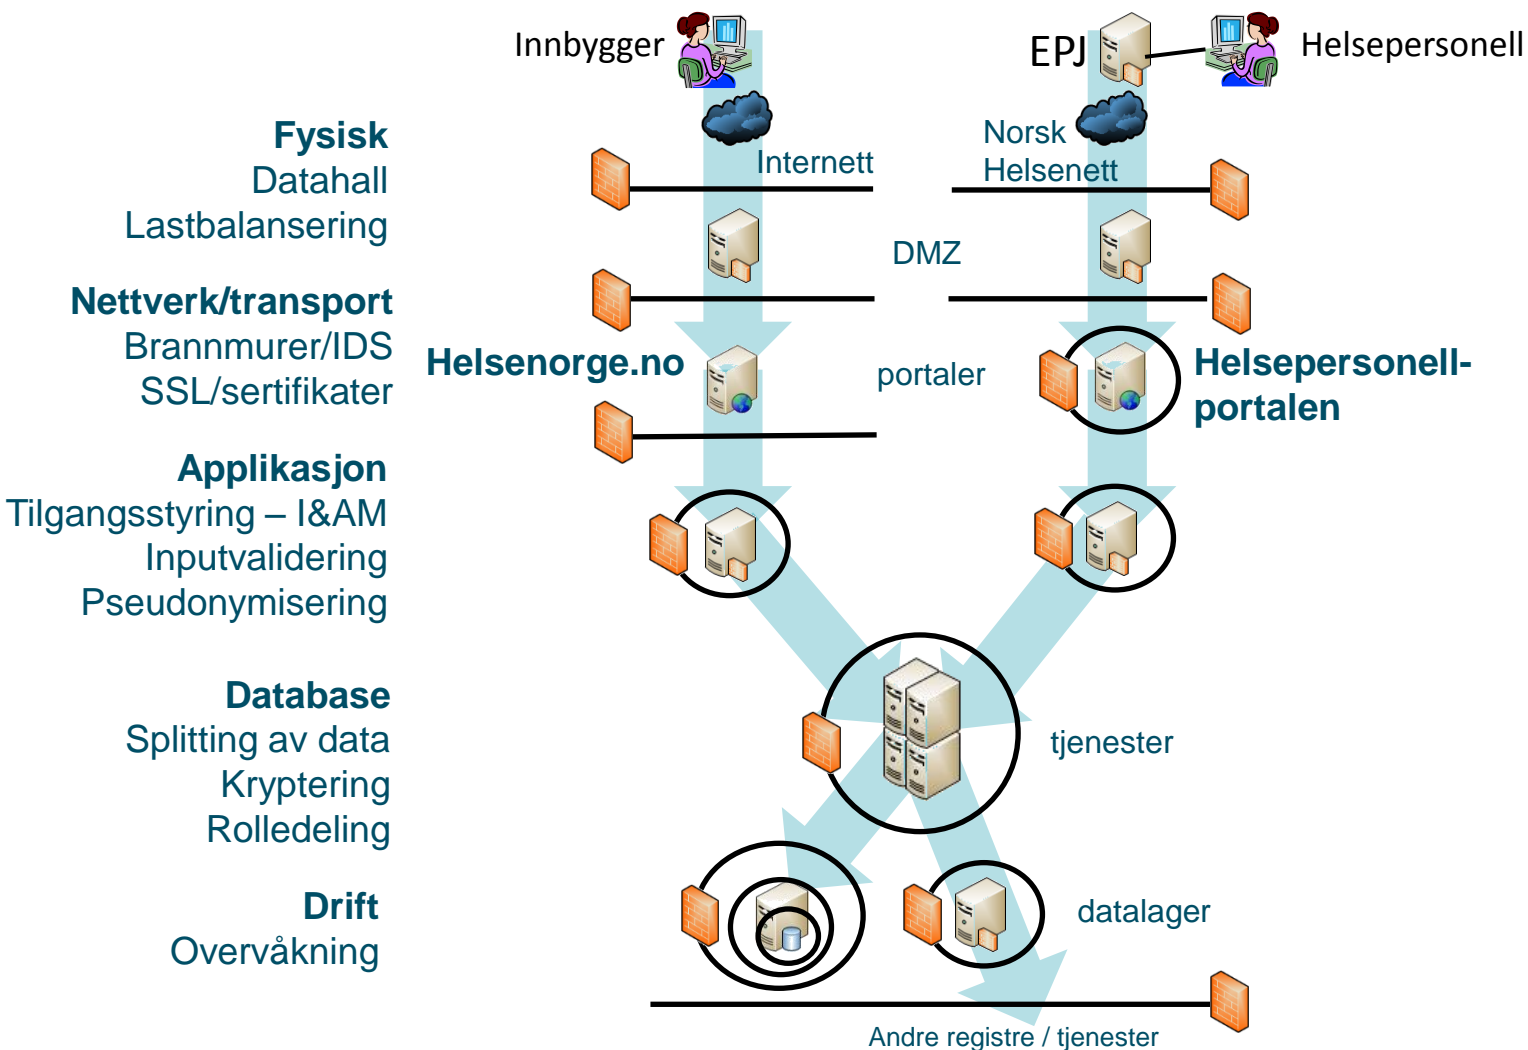 Innbygger
EPJ
Helsepersonell
Fysisk
Datahall
Lastbalansering
Internett
Norsk
Helsenett
DMZ
Nettverk/transport
Brannmurer/IDS
SSL/sertifikater
Helsenorge.no
portaler
Helsepersonell-
portalen
Applikasjon
Tilgangsstyring – I&AM
Inputvalidering
Pseudonymisering
Database
Splitting av data
Kryptering
Rolledeling
tjenester
Drift
Overvåkning
datalager
Andre registre / tjenester